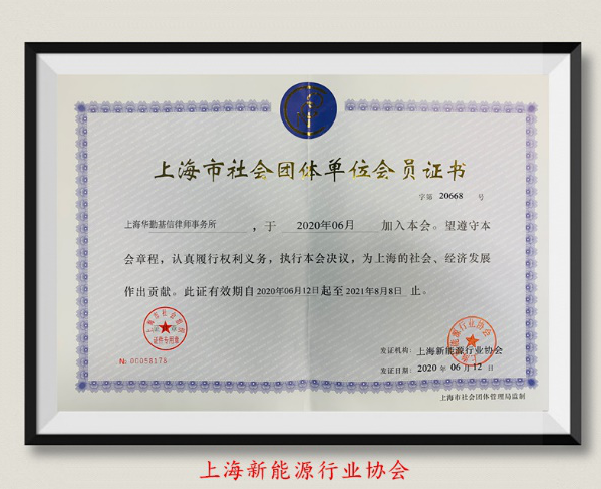 上海市社会团体单位会员证书
字第 20668 号
上海华勤基信律师事务所 ，于 2020年06月 加入本会。望遵守本
会章程，认真履行权利义务，执行本会决议，为上海的社会、经济发展
作出贡献。此证有效期自2020年06月12日起至2021年8月8日止。
证件专用章
№ 0005B178
发证机构：上海新能源行业协会
发证日期：2020 年 06 月 12 日
上海市社会团体管理局监制
上海新能源行业协会